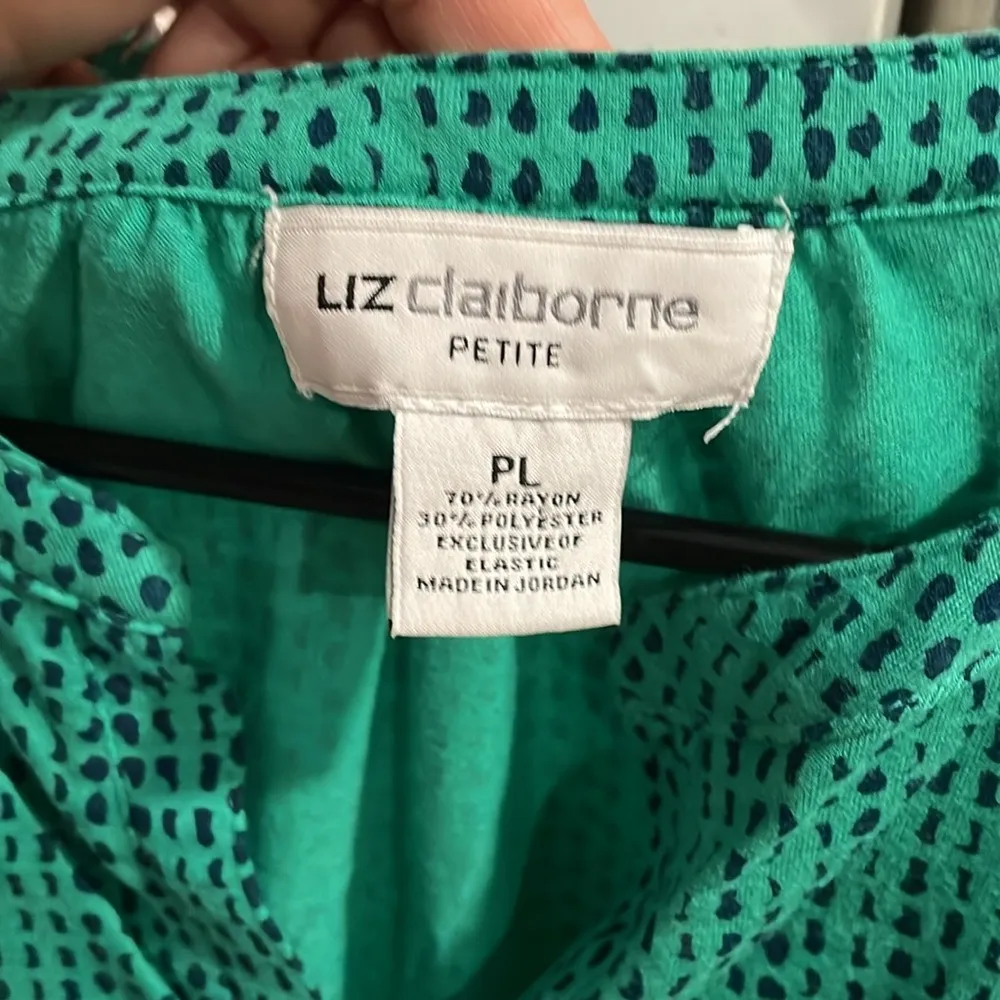 LIZ claiborne
PETITE
PL
70% RAYON
30% POLYESTER
EXCLUSIVE OF
ELASTIC
MADE IN JORDAN